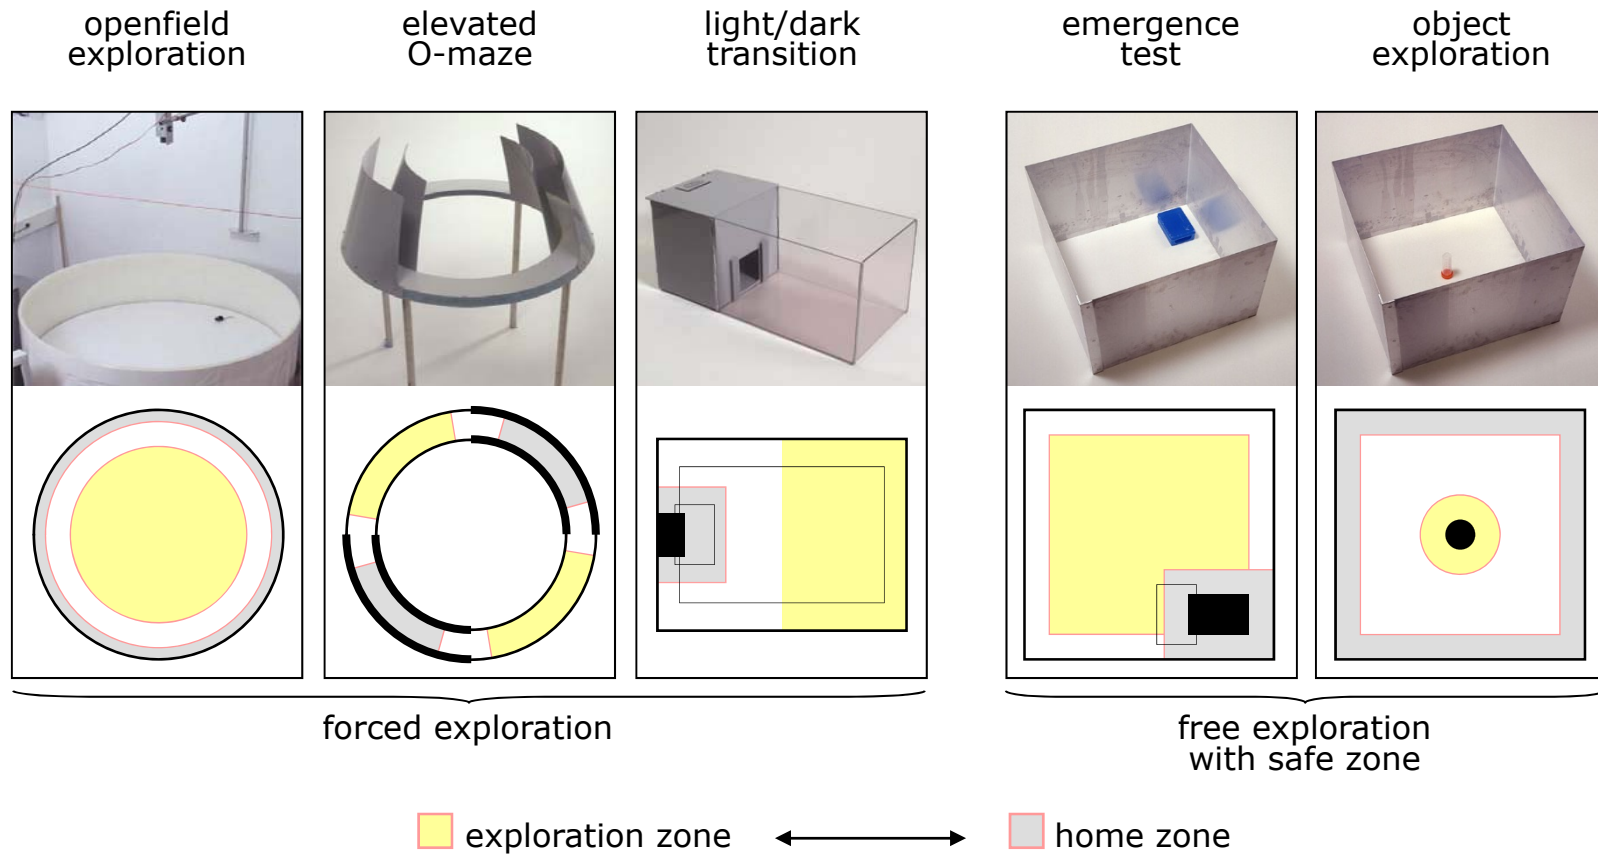 openfield
exploration
elevated
O-maze
light/dark
transition
emergence
test
object
exploration
forced exploration
free exploration
with safe zone
exploration zone
home zone